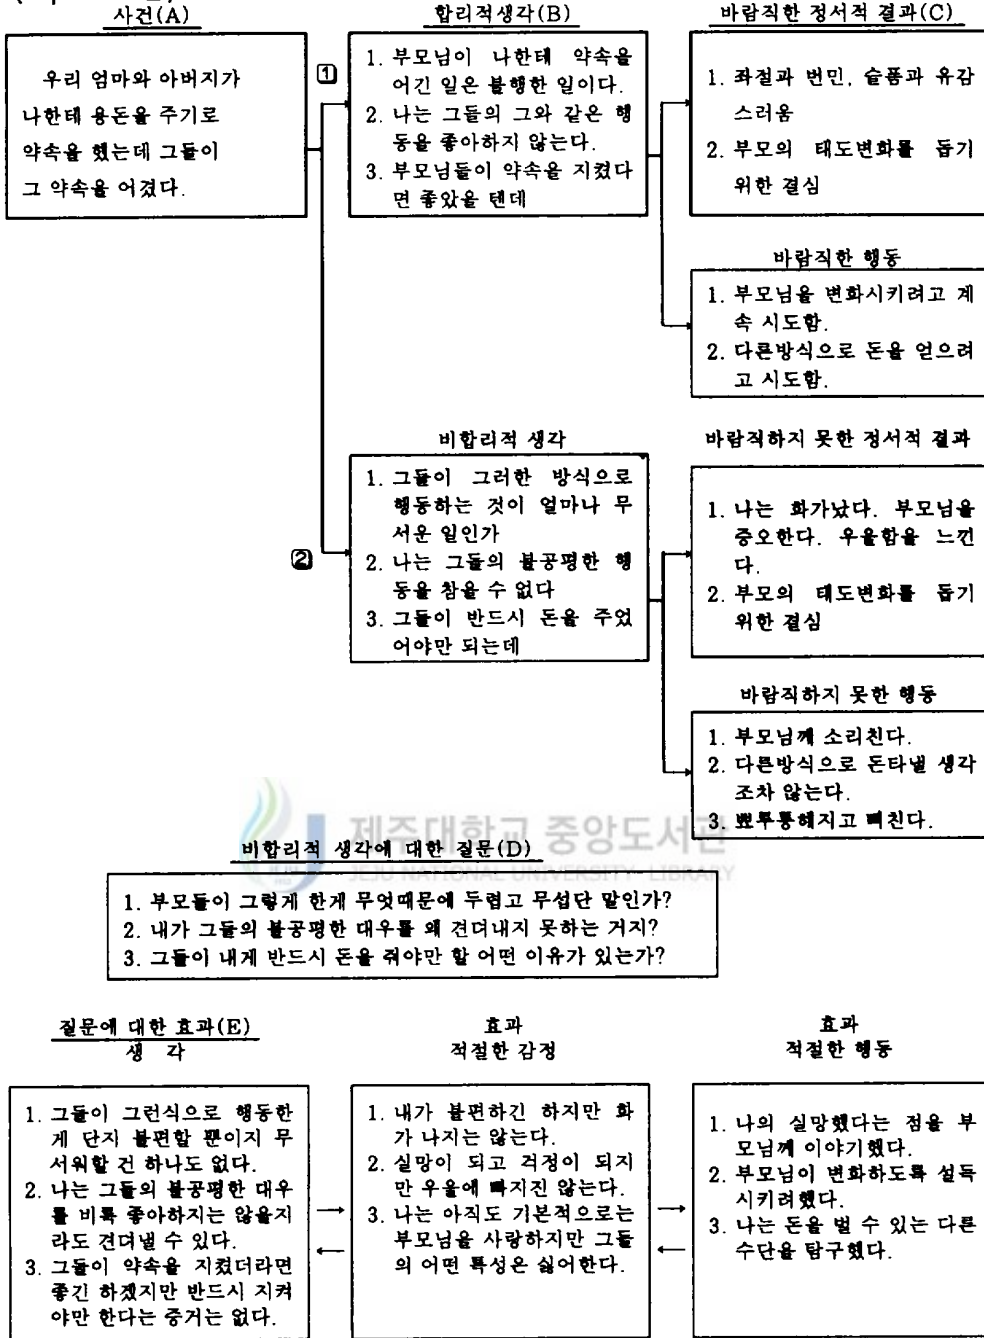 사건(A)
우리 엄마와 아버지가
나한테 용돈을 주기로
약속을 했는데 그들이
그 약속을 어겼다.
1
합리적생각(B)
1. 부모님이 나한테 약속을
어긴 일은 불행한 일이다.
2. 나는 그들의 그와 같은 행
동을 좋아하지 않는다.
3. 부모님들이 약속을 지켰다
면 좋았을 텐데
바람직한 정서적 결과(C)
1. 좌절과 번민, 슬픔과 유감
스러움
2. 부모의 태도변화를 돕기
위한 결심
바람직한 행동
1. 부모님을 변화시키려고 계
속 시도함.
2. 다른방식으로 돈을 얻으려
고 시도함.
2
비합리적 생각
1. 그들이 그러한 방식으로
행동하는 것이 얼마나 무
서운 일인가
2. 나는 그들의 불공평한 행
동을 참을 수 없다
3. 그들이 반드시 돈을 주었
어야만 되는데
바람직하지 못한 정서적 결과
1. 나는 화가났다. 부모님을
증오한다. 우울함을 느낀
다.
2. 부모의 태도변화를 돕기
위한 결심
바람직하지 못한 행동
1. 부모님께 소리친다.
2. 다른방식으로 돈타낼 생각
조차 않는다.
3. 뾰루퉁해지고 삐친다.
제주대학교 중앙도서관
JEJU NATIONAL UNIVERSITY LIBRARY
비합리적 생각에 대한 질문(D)
1. 부모들이 그렇게 한게 무엇때문에 두렵고 무섭단 말인가?
2. 내가 그들의 불공평한 대우를 왜 견뎌내지 못하는 거지?
3. 그들이 내게 반드시 돈을 줘야만 할 어떤 이유가 있는가?
질문에 대한 효과(E)
생 각
1. 그들이 그런식으로 행동한
게 단지 불편할 뿐이지 무
서워할 건 하나도 없다.
2. 나는 그들의 불공평한 대우
를 비록 좋아하지는 않을지
라도 견뎌낼 수 있다.
3. 그들이 약속을 지켰더라면
좋긴 하겠지만 반드시 지켜
야만 한다는 증거는 없다.
효과
적절한 감정
1. 내가 불편하긴 하지만 화
가 나지는 않는다.
2. 실망이 되고 걱정이 되지
만 우울에 빠지진 않는다.
3. 나는 아직도 기본적으로는
부모님을 사랑하지만 그들
의 어떤 특성은 싫어한다.
효과
적절한 행동
1. 나의 실망했다는 점을 부
모님께 이야기했다.
2. 부모님이 변화하도록 설득
시키려했다.
3. 나는 돈을 벌 수 있는 다른
수단을 탐구했다.